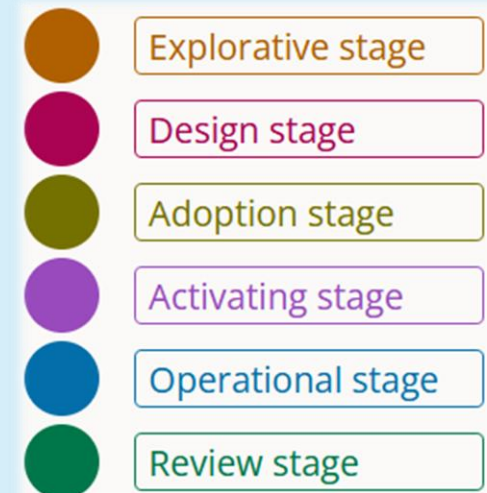 Explorative stage
Design stage
Adoption stage
Activating stage
Operational stage
Review stage